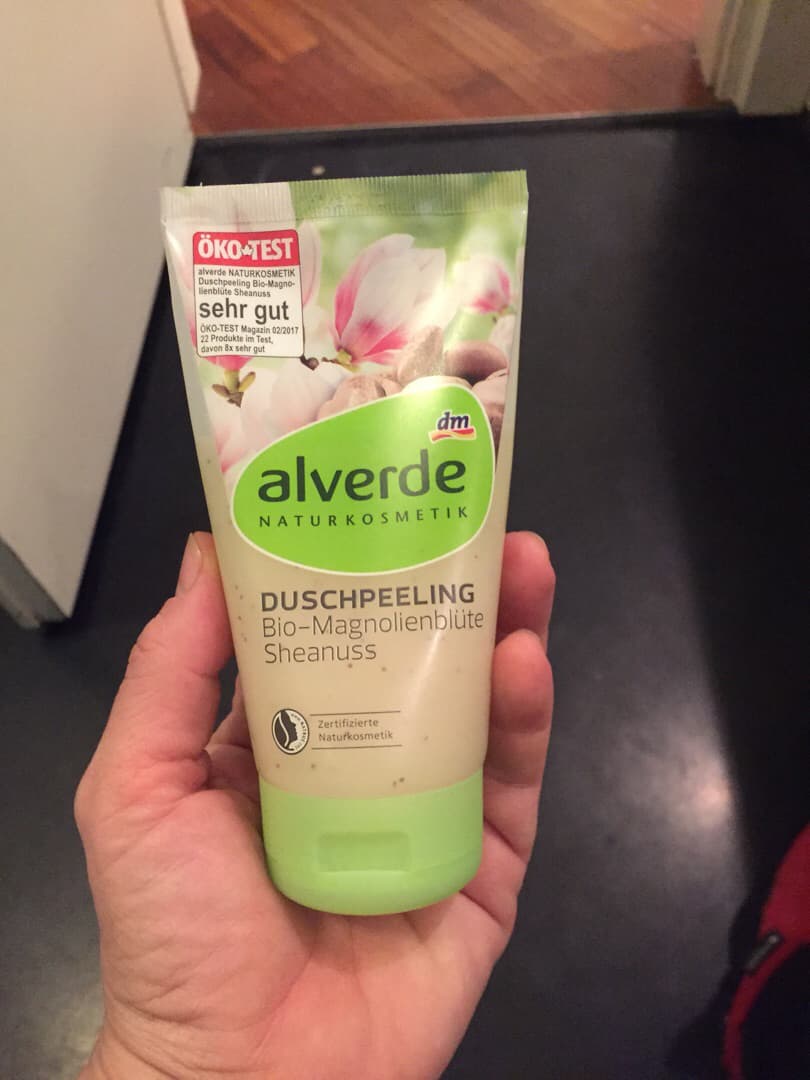 ÖKO TEST
alverde NATURKOSMETIK
Duschpeeling Bio-Magno-
lienblüte Sheanuss
sehr gut
ÖKO-TEST Magazin 02/2017
22 Produkte im Test,
davon 8x sehr gut
dm
alverde
NATURKOSMETIK
DUSCHPEELING
Bio-Magnolienblüte
Sheanuss
Zertifizierte
Naturkosmetik